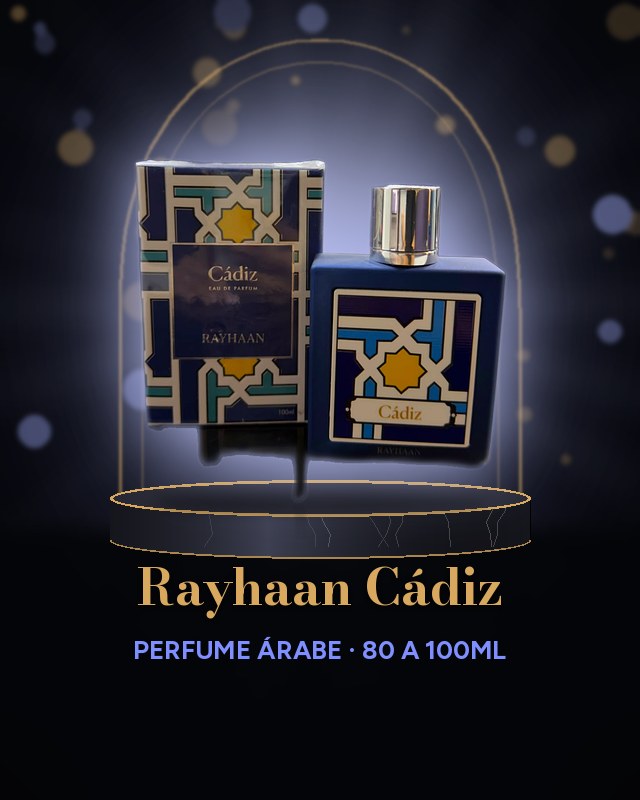 Cádiz
EAU DE PARFUM
RAYHAAN
100ml
Cádiz
RAYHAAN
Rayhaan Cádiz
PERFUME ÁRABE · 80 A 100ML